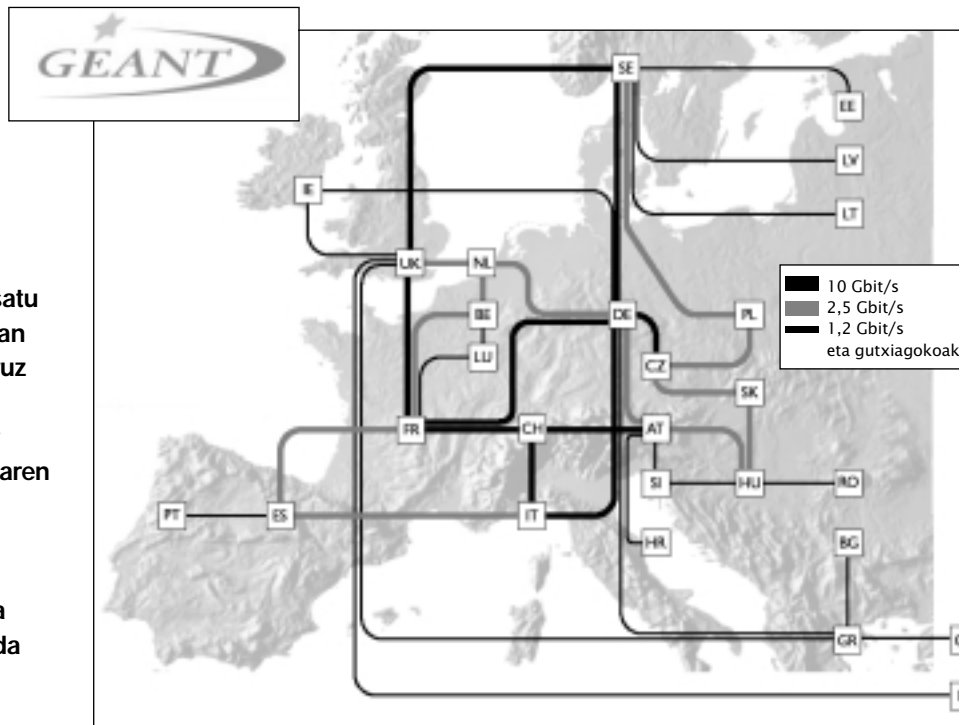 GEANT
SE
EE
LV
IE
LT
UK
NL
satu
an
10 Gbit/s
2,5 Gbit/s
1,2 Gbit/s
eta gutxiagokoak
BE
DE
PL
uz
LU
CZ
SK
FR
CH
AT
aren
SI
HU
RO
PT
ES
IT
HR
BG
a
da
GR